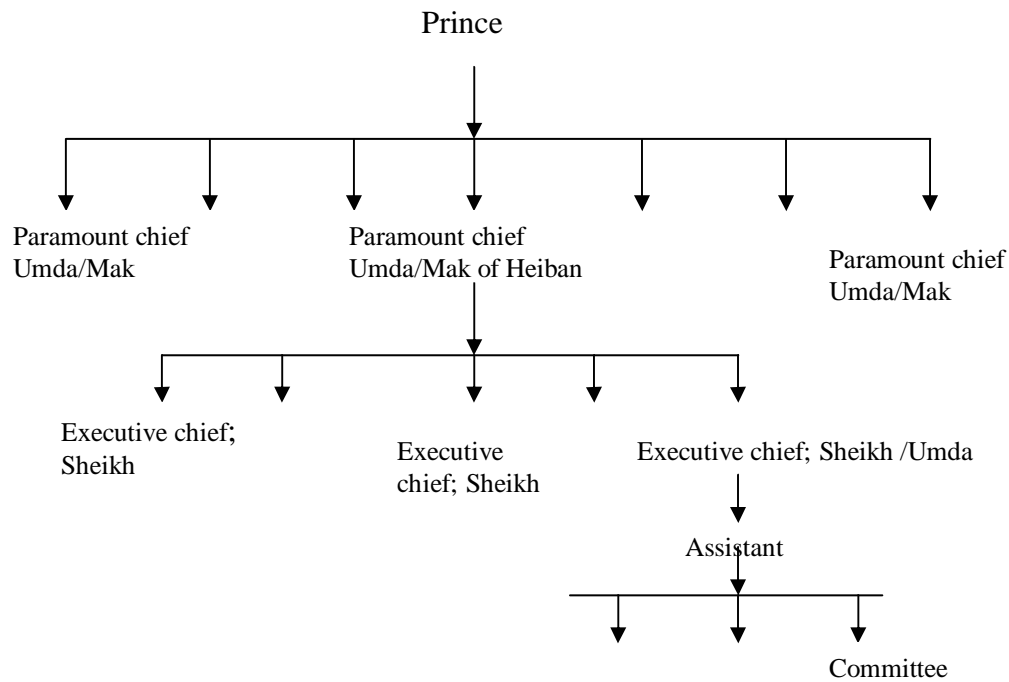 Prince
Paramount chief
Umda/Mak
Paramount chief
Umda/Mak of Heiban
Paramount chief
Umda/Mak
Executive chief;
Sheikh
Executive
chief; Sheikh
Executive chief; Sheikh /Umda
Assistant
Committee